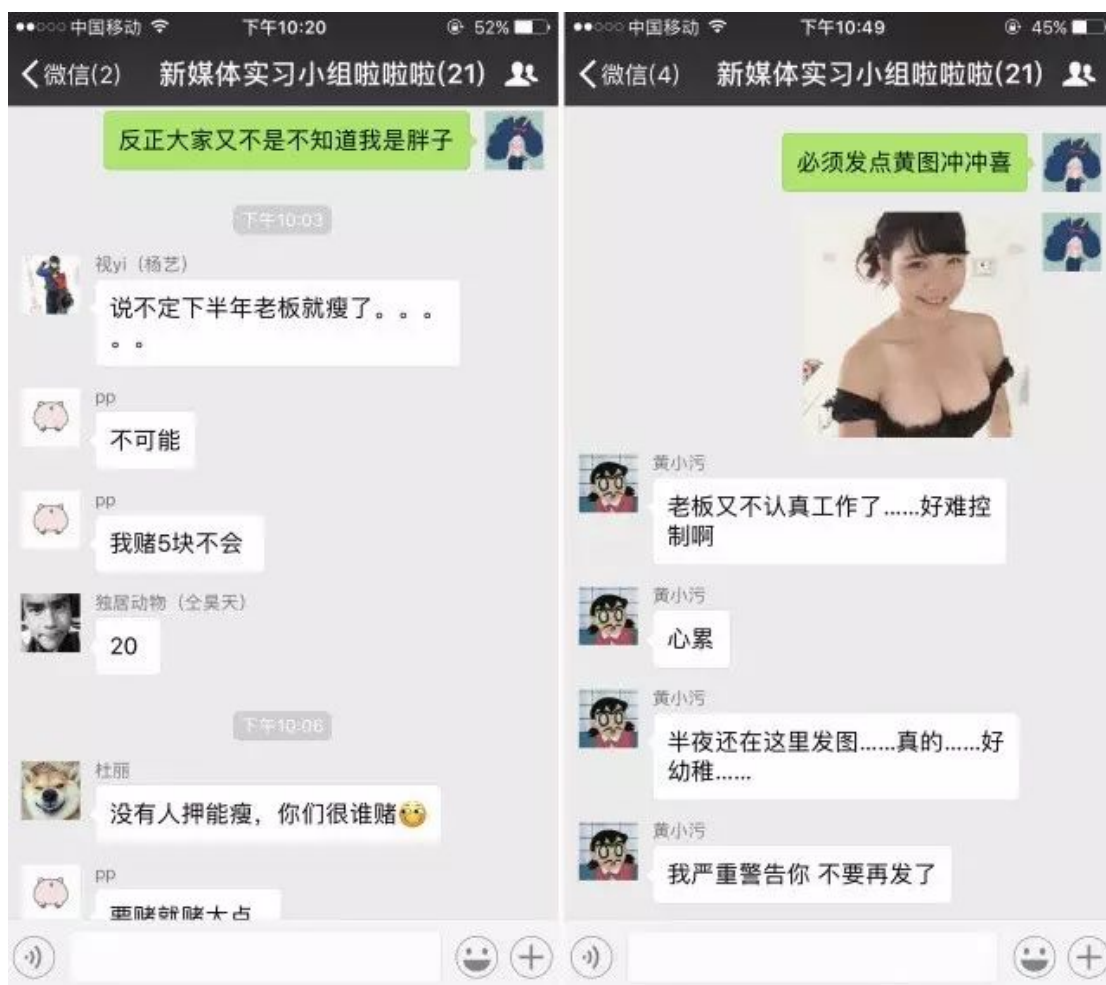 中国移动 下午10:20 52%
微信(2) 新媒体实习小组啦啦啦(21)
反正大家又不是不知道我是胖子
下午10:03
视yi（杨艺）
说不定下半年老板就瘦了。。。
。。
pp
不可能
pp
我赌5块不会
独居动物（仝昊天）
20
下午10:06
杜丽
没有人押能瘦，你们很谁赌
pp
要赌就赌大点
中国移动 下午10:49 45%
微信(4) 新媒体实习小组啦啦啦(21)
必须发点黄图冲冲喜
黄小污
老板又不认真工作了......好难控
制啊
黄小污
心累
黄小污
半夜还在这里发图......真的......好
幼稚......
黄小污
我严重警告你 不要再发了